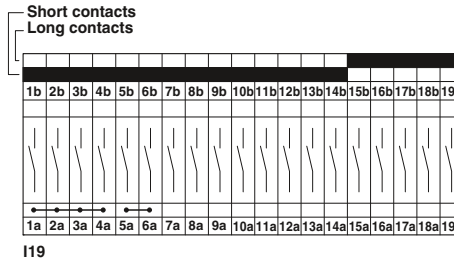 Short contacts
Long contacts
1b 2b 3b 4b 5b 6b 7b 8b 9b 10b 11b 12b 13b 14b 15b 16b 17b 18b 19
1a 2a 3a 4a 5a 6a 7a 8a 9a 10a 11a 12a 13a 14a 15a 16a 17a 18a 19
I19